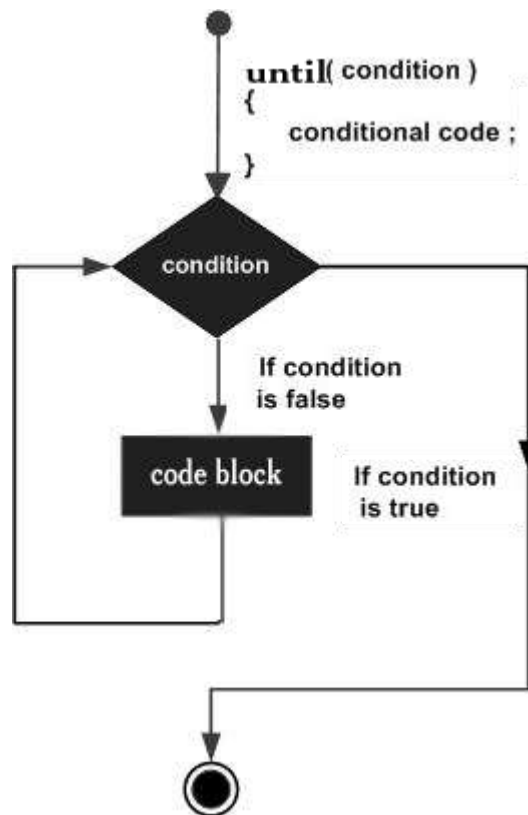 until( condition )
{
conditional code ;
}
condition
If condition
is false
code block
If condition
is true